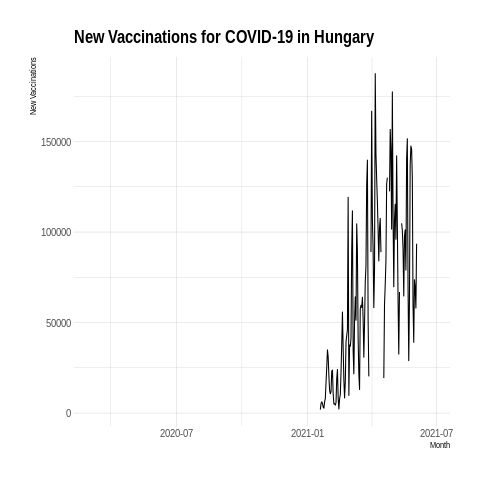 New Vaccinations for COVID-19 in Hungary
New Vaccinations
150000
100000
50000
0
2020-07
2021-01
2021-07
Month